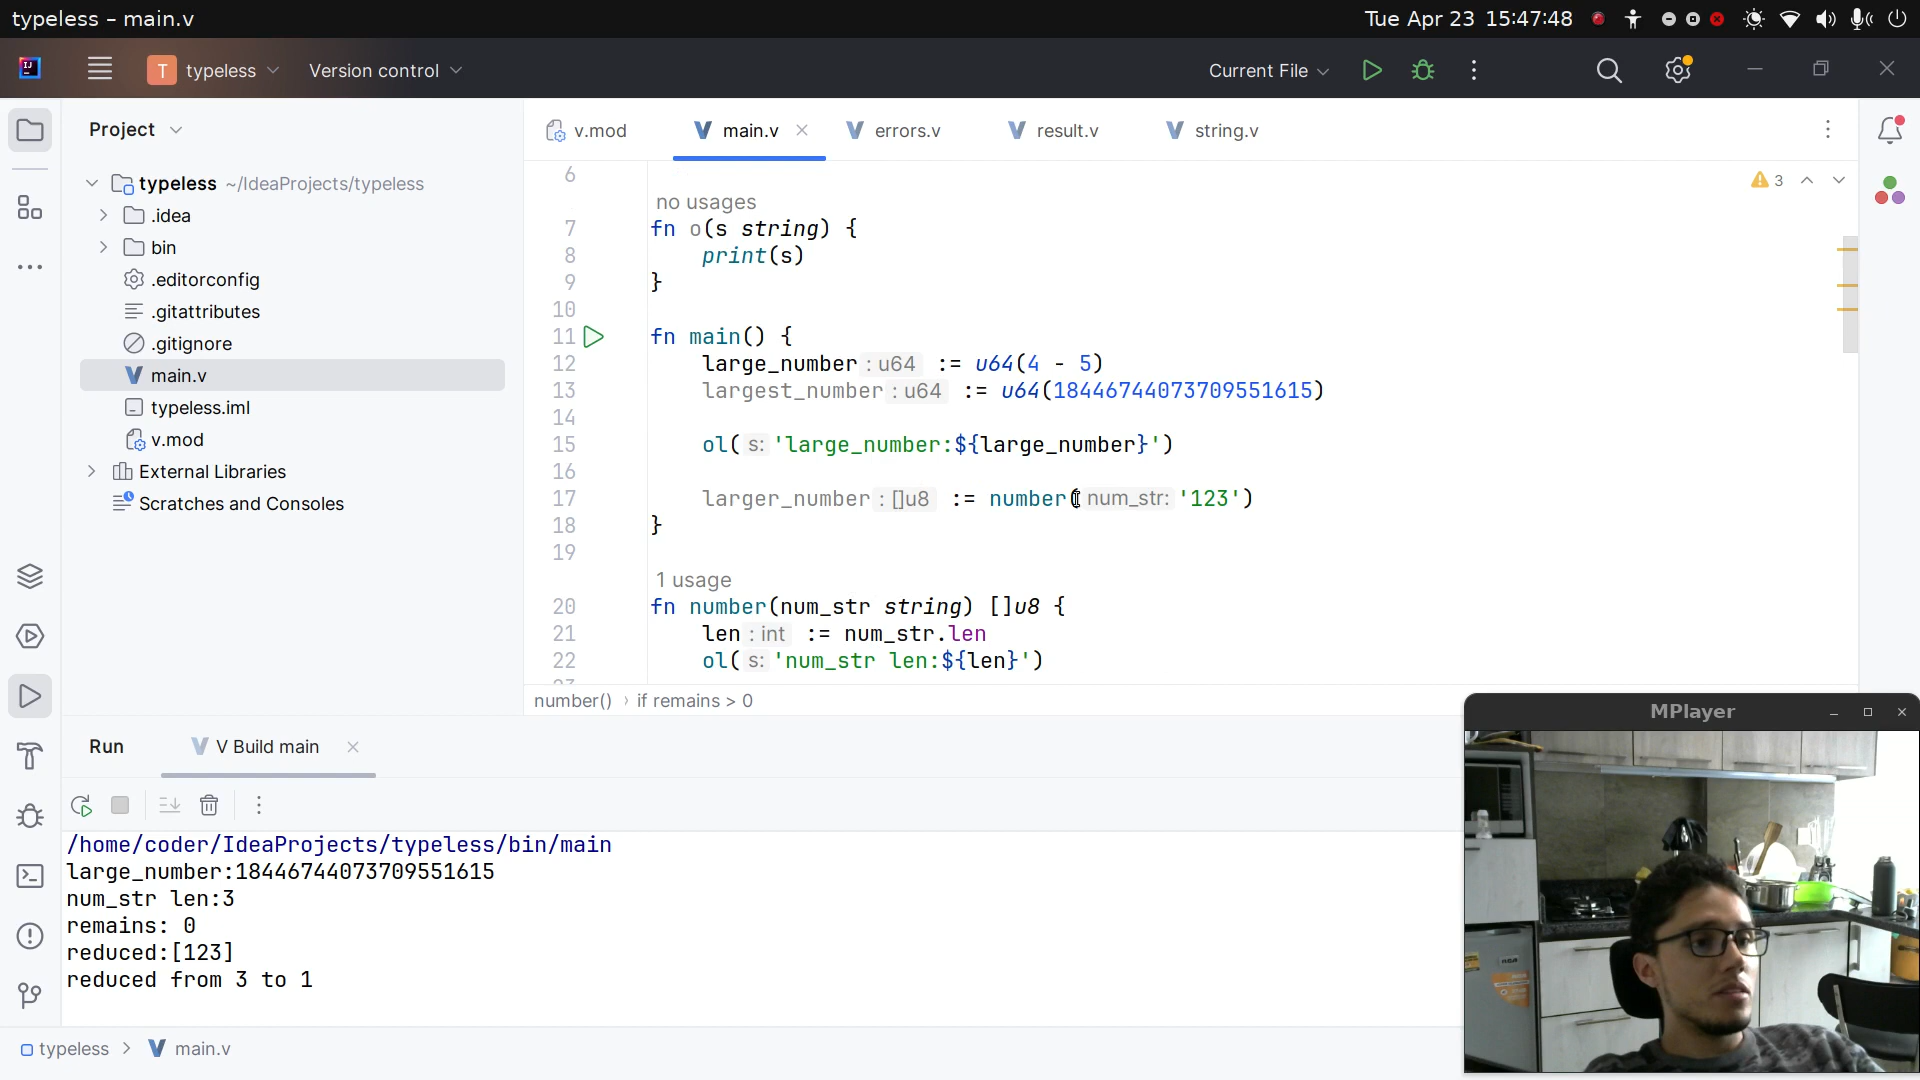 typeless – main.v
Tue Apr 23 15:47:48
IJ
T typeless
Version control
Current File
Project
v.mod
main.v
errors.v
result.v
string.v
typeless ~/IdeaProjects/typeless
.idea
bin
.editorconfig
.gitattributes
.gitignore
main.v
typeless.iml
v.mod
External Libraries
Scratches and Consoles
3
6
no usages
7 fn o(s string) {
8 print(s)
9 }
10
11 fn main() {
12 large_number : u64 := u64(4 - 5)
13 largest_number : u64 := u64(18446744073709551615)
14
15 ol( s: 'large_number:${large_number}')
16
17 larger_number : []u8 := number( num_str: '123')
18 }
19
1 usage
20 fn number(num_str string) []u8 {
21 len : int := num_str.len
22 ol( s: 'num_str len:${len}')
number() › if remains > 0
Run
V Build main
/home/coder/IdeaProjects/typeless/bin/main
large_number:18446744073709551615
num_str len:3
remains: 0
reduced:[123]
reduced from 3 to 1
typeless > main.v
MPlayer